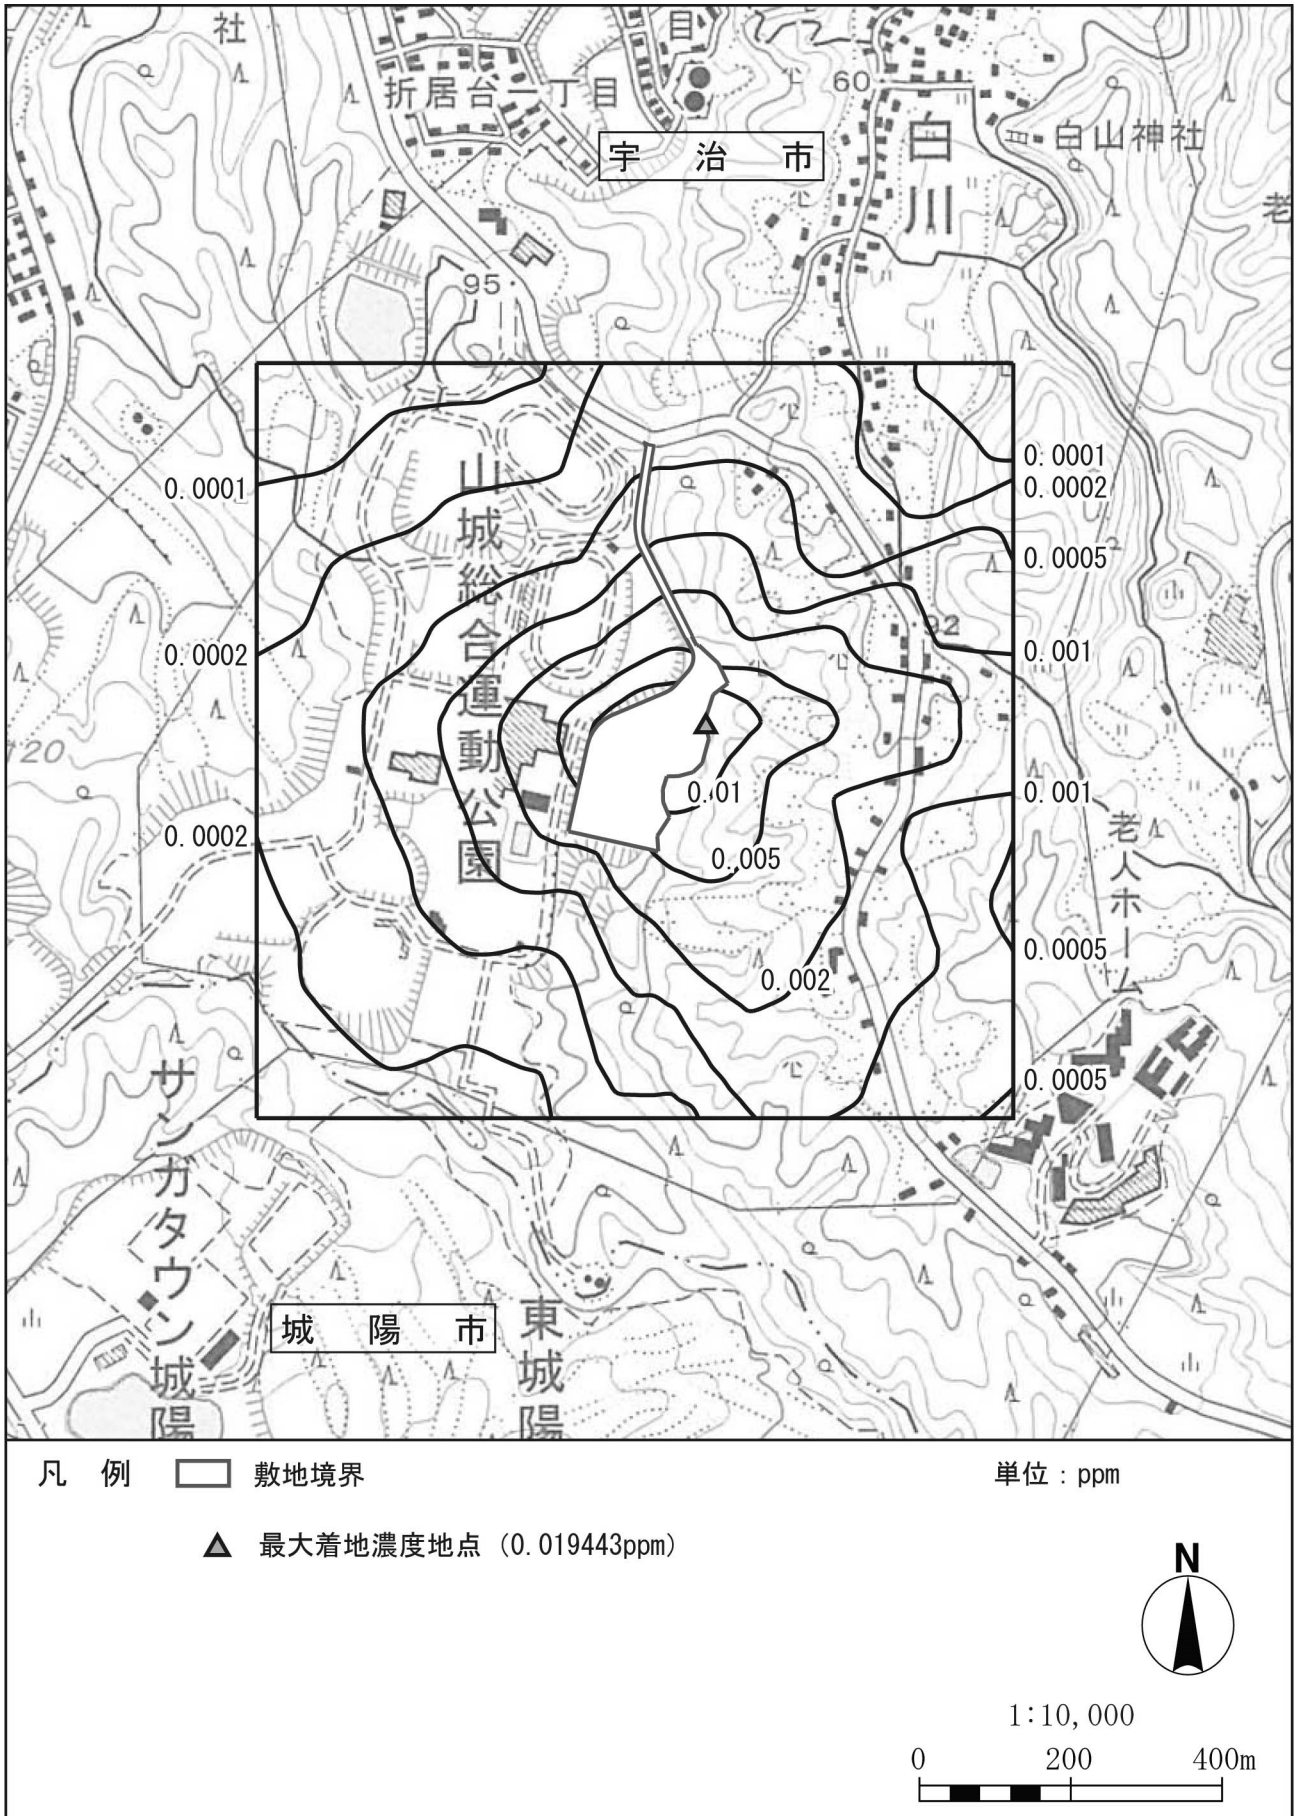 社
目
折居台一丁目
60
宇治市
白川
白山神社
老
95
0.0001
0.0001
0.0002
山城総合運動公園
0.0005
2
0.0002
92
0.001
120
0.01
0.001
0.0002
老人ホーム
0.005
0.0005
0.002
0.0005
サンガタウン城陽
城陽市
東城陽
凡例
敷地境界
単位：ppm
最大着地濃度地点（0.019443ppm）
N
1:10,000
0 200 400m